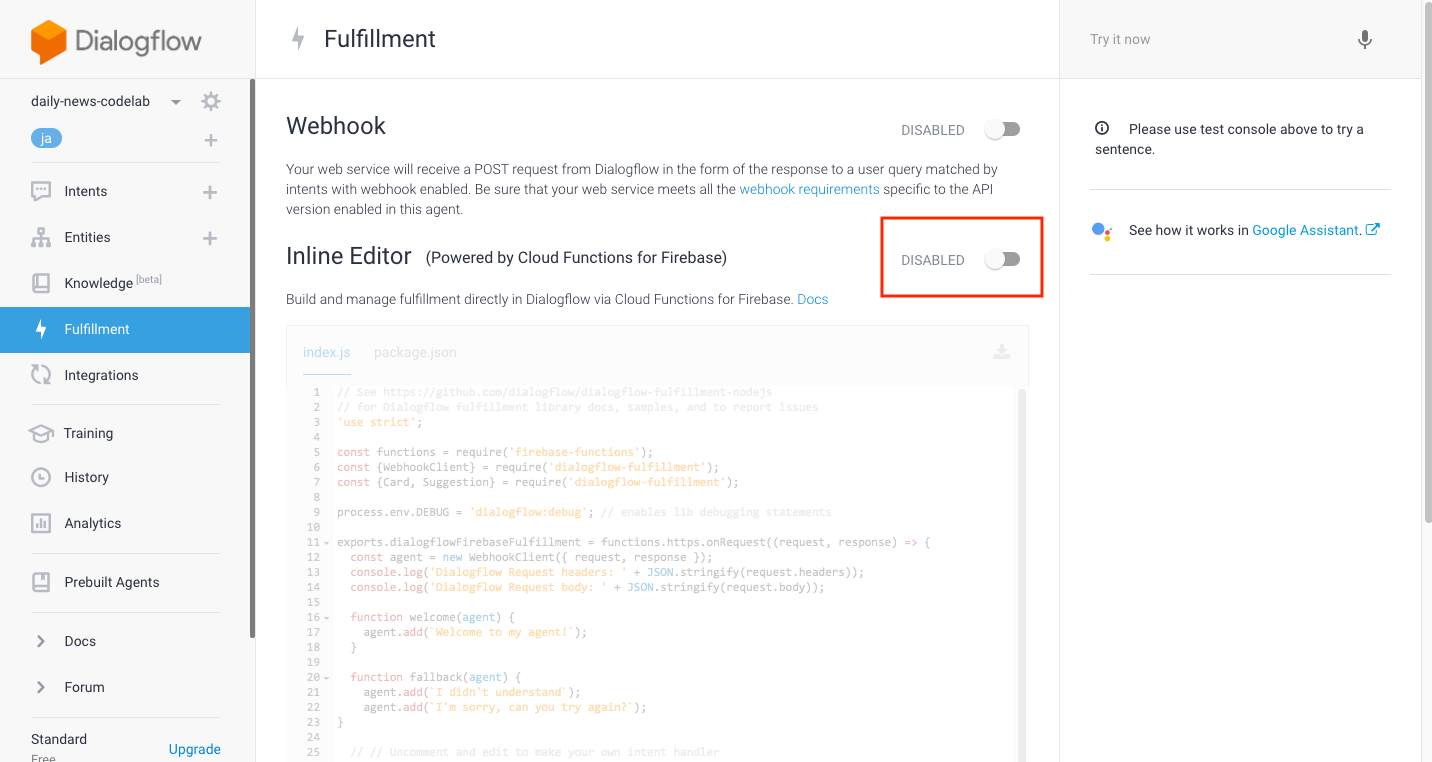 Dialogflow
daily-news-codelab
ja
Intents
Entities
Knowledge [beta]
Fulfillment
Integrations
Training
History
Analytics
Prebuilt Agents
Docs
Forum
Standard
Free
Upgrade
Fulfillment
Webhook
DISABLED
Your web service will receive a POST request from Dialogflow in the form of the response to a user query matched by
intents with webhook enabled. Be sure that your web service meets all the webhook requirements specific to the API
version enabled in this agent.
Inline Editor (Powered by Cloud Functions for Firebase)
DISABLED
Build and manage fulfillment directly in Dialogflow via Cloud Functions for Firebase. Docs
index.js package.json
1 // See https://github.com/dialogflow/dialogflow-fulfillment-nodejs
2 // for Dialogflow fulfillment library docs, samples, and to report issues
3 'use strict';
4
5 const functions = require('firebase-functions');
6 const {WebhookClient} = require('dialogflow-fulfillment');
7 const {Card, Suggestion} = require('dialogflow-fulfillment');
8
9 process.env.DEBUG = 'dialogflow:debug'; // enables lib debugging statements
10
11 exports.dialogflowFirebaseFulfillment = functions.https.onRequest((request, response) => {
12 const agent = new WebhookClient({ request, response });
13 console.log('Dialogflow Request headers: ' + JSON.stringify(request.headers));
14 console.log('Dialogflow Request body: ' + JSON.stringify(request.body));
15
16 function welcome(agent) {
17 agent.add(`Welcome to my agent!`);
18 }
19
20 function fallback(agent) {
21 agent.add(`I didn't understand`);
22 agent.add(`I'm sorry, can you try again?`);
23 }
24
25 // // Uncomment and edit to make your own intent handler
Try it now
Please use test console above to try a
sentence.
See how it works in Google Assistant.